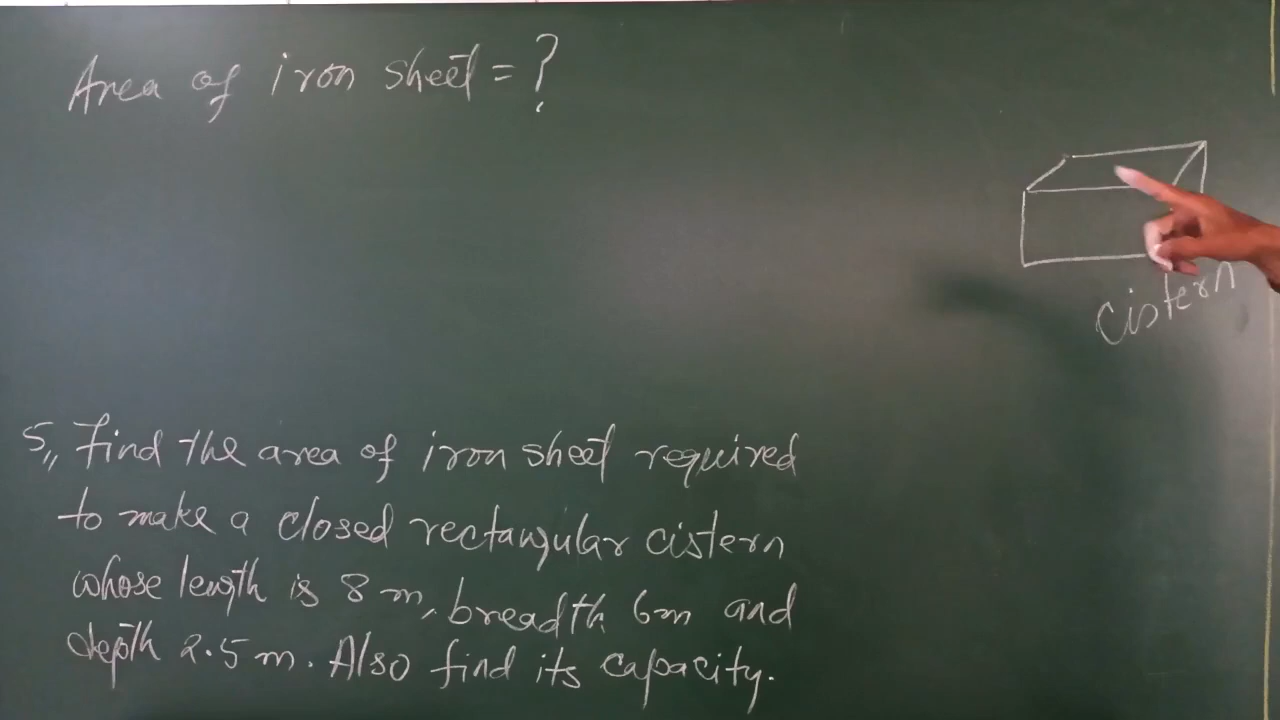 Area of iron sheet = ?
cistern
5,, Find the area of iron sheet required
to make a closed rectangular cistern
whose length is 8 m, breadth 6m and
depth 2.5 m. Also find its capacity.